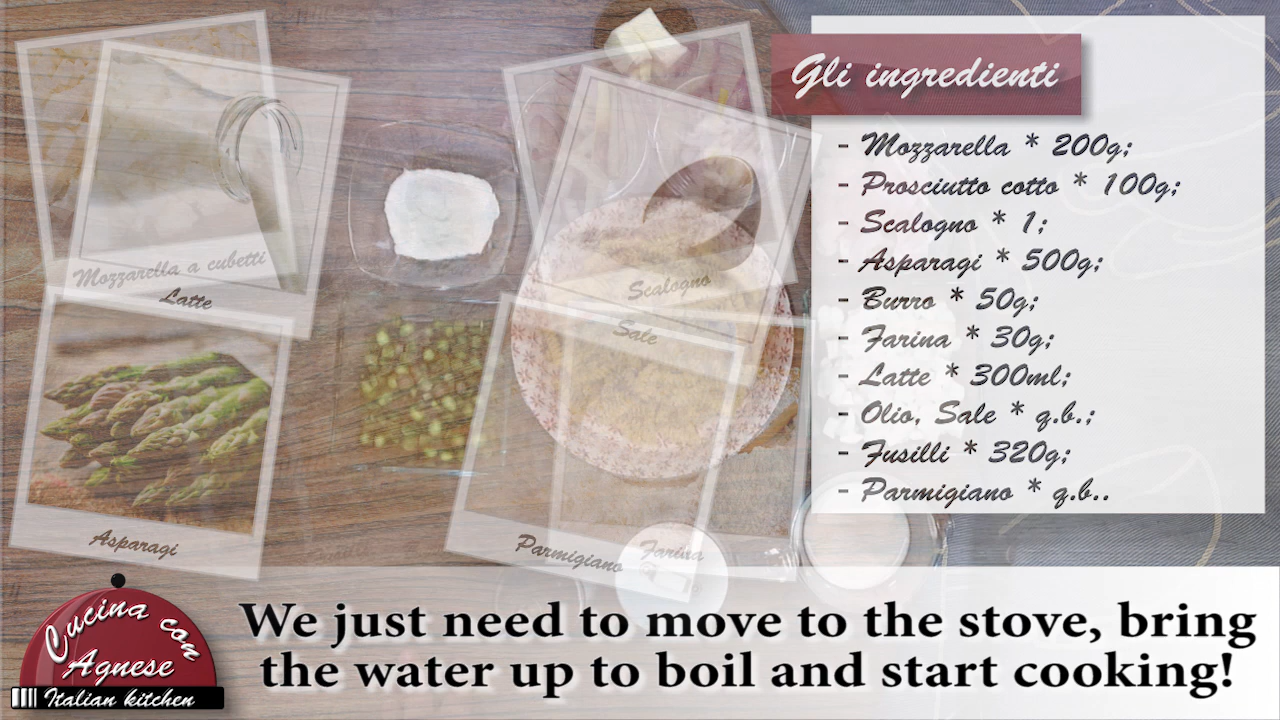 Gli ingredienti
- Mozzarella * 200g;
- Prosciutto cotto * 100g;
- Scalogno * 1;
- Asparagi * 500g;
- Burro * 50g;
- Farina * 30g;
- Latte * 300ml;
- Olio, Sale * q.b.;
- Fusilli * 320g;
- Parmigiano * q.b..
Mozzarella a cubetti
Latte
Scalogno
Sale
Asparagi
Parmigiano
Farina
Cucina con
Agnese
Italian kitchen
We just need to move to the stove, bring
the water up to boil and start cooking!